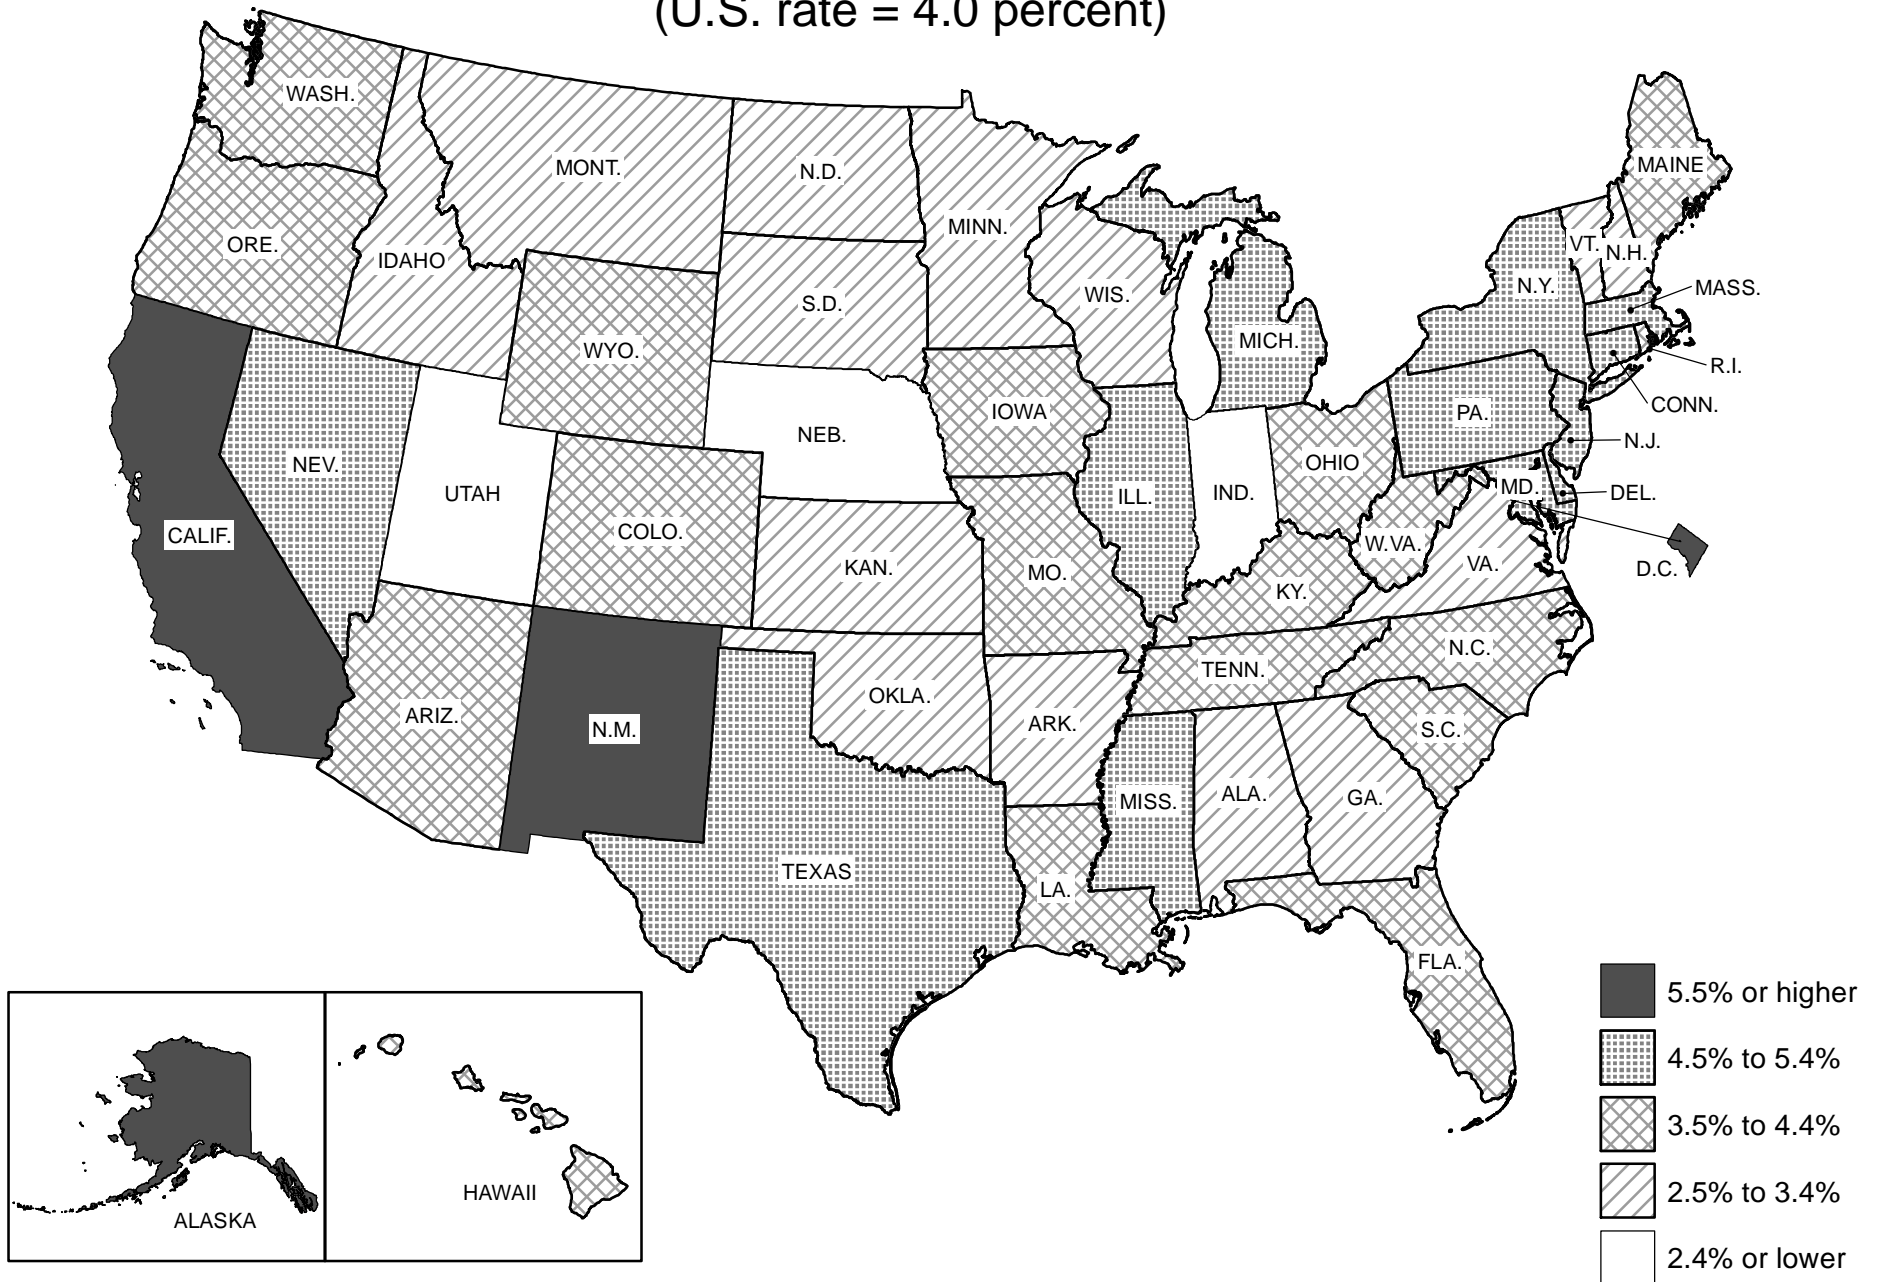 (U.S. rate = 4.0 percent)
WASH.
MONT.
N.D.
MINN.
MAINE
ORE.
IDAHO
S.D.
WIS.
VT.
N.H.
N.Y.
MASS.
WYO.
MICH.
R.I.
IOWA
PA.
CONN.
NEB.
N.J.
NEV.
UTAH
OHIO
ILL.
IND.
MD.
DEL.
CALIF.
COLO.
KAN.
MO.
KY.
W.VA.
VA.
D.C.
N.C.
TENN.
ARIZ.
N.M.
OKLA.
ARK.
S.C.
MISS.
ALA.
GA.
TEXAS
LA.
FLA.
HAWAII
ALASKA
5.5% or higher
4.5% to 5.4%
3.5% to 4.4%
2.5% to 3.4%
2.4% or lower